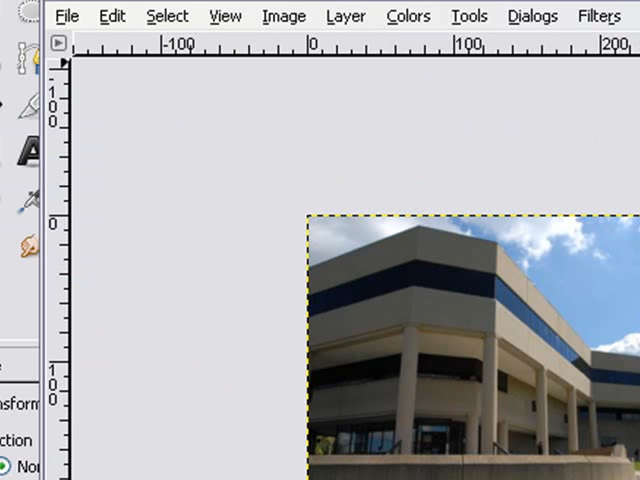 File Edit Select View Image Layer Colors Tools Dialogs Filters
-100 0 100 200
-100
0
100
nsform
ction
Nor